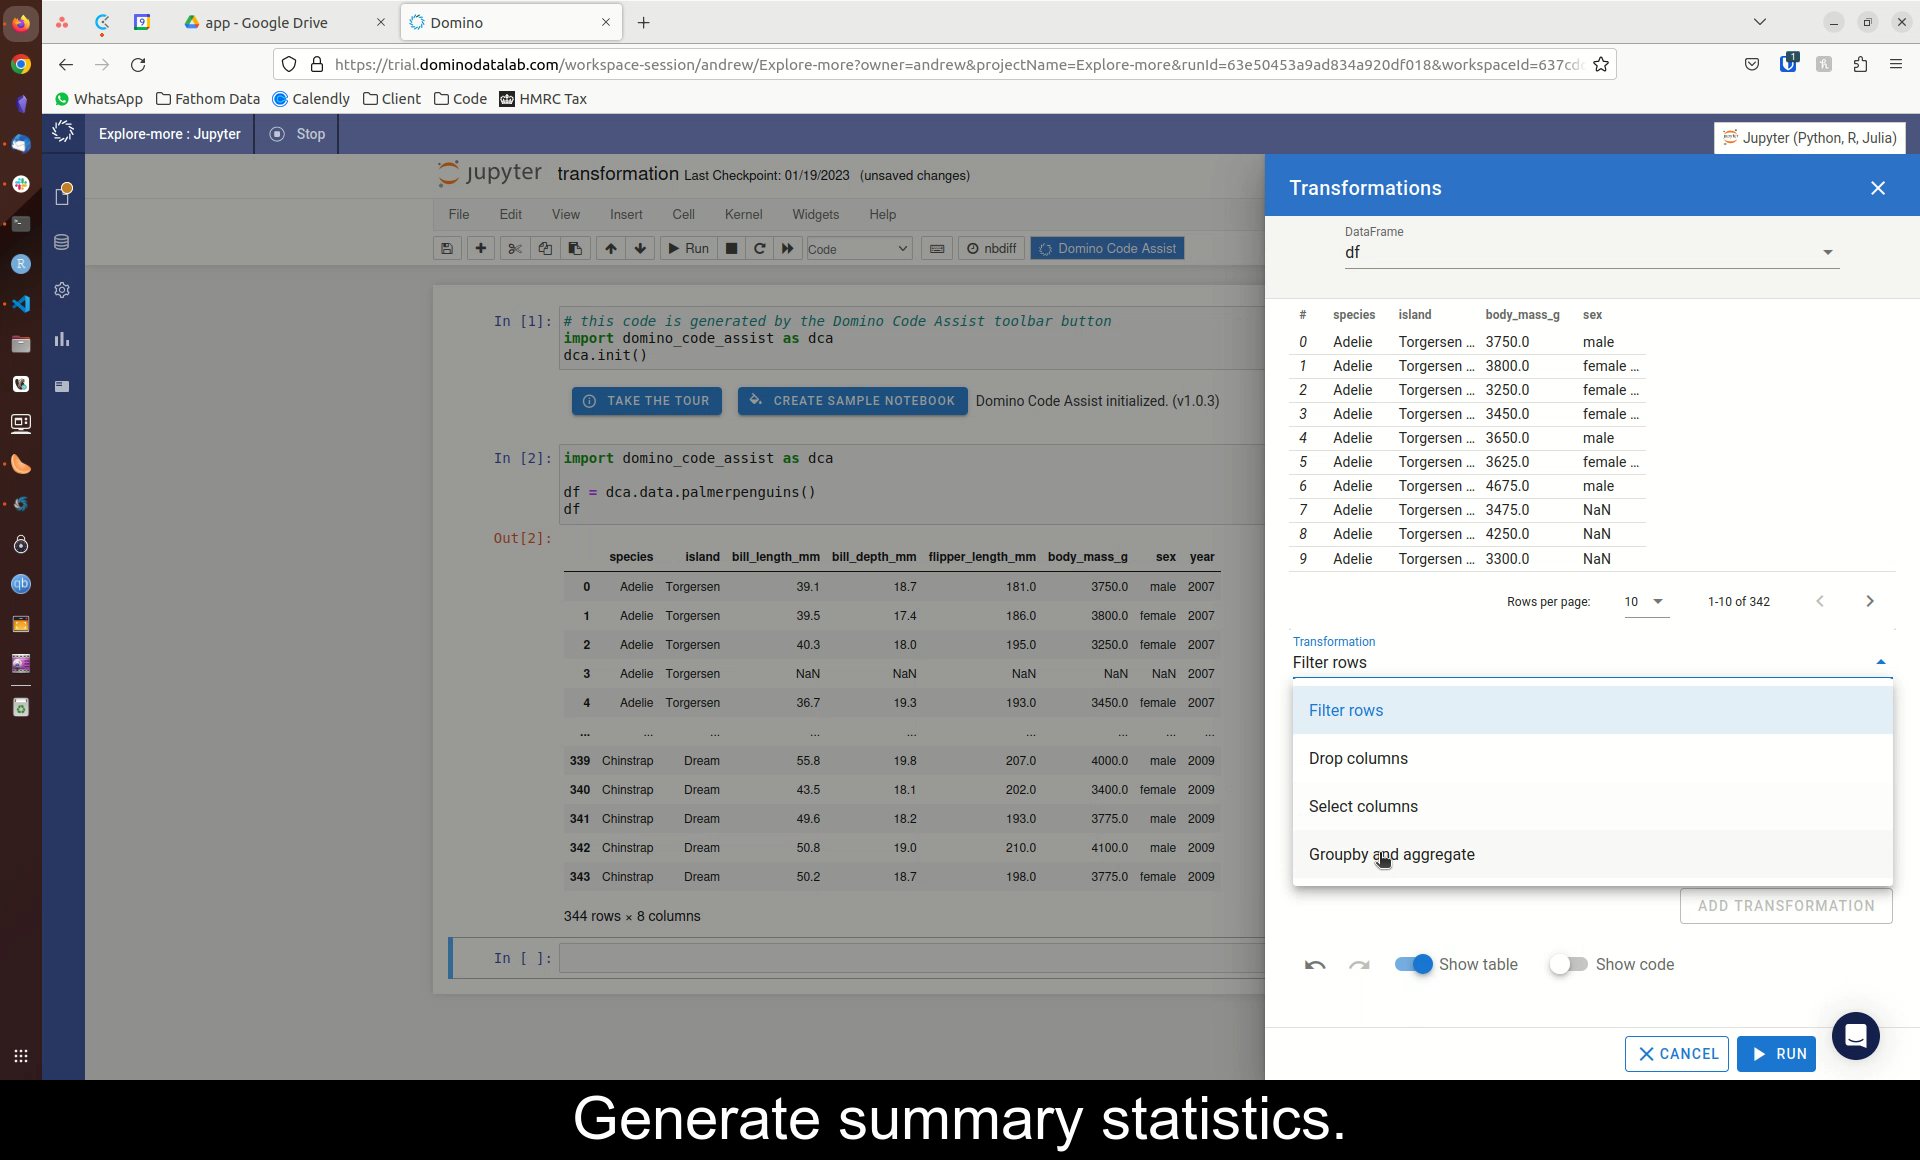 app - Google Drive
Domino
https://trial.dominodatalab.com/workspace-session/andrew/Explore-more?owner=andrew&projectName=Explore-more&runId=63e50453a9ad834a920df018&workspaceId=637cd
WhatsApp Fathom Data Calendly Client Code HMRC Tax
Explore-more : Jupyter Stop
Jupyter (Python, R, Julia)
jupyter transformation Last Checkpoint: 01/19/2023 (unsaved changes)
File Edit View Insert Cell Kernel Widgets Help
Run Code nbdiff Domino Code Assist
In [1]: # this code is generated by the Domino Code Assist toolbar button
import domino_code_assist as dca
dca.init()
TAKE THE TOUR CREATE SAMPLE NOTEBOOK Domino Code Assist initialized. (v1.0.3)
In [2]: import domino_code_assist as dca
df = dca.data.palmerpenguins()
df
Out[2]:
species island bill_length_mm bill_depth_mm flipper_length_mm body_mass_g sex year
0 Adelie Torgersen 39.1 18.7 181.0 3750.0 male 2007
1 Adelie Torgersen 39.5 17.4 186.0 3800.0 female 2007
2 Adelie Torgersen 40.3 18.0 195.0 3250.0 female 2007
3 Adelie Torgersen NaN NaN NaN NaN NaN 2007
4 Adelie Torgersen 36.7 19.3 193.0 3450.0 female 2007
... ... ... ... ... ... ... ... ...
339 Chinstrap Dream 55.8 19.8 207.0 4000.0 male 2009
340 Chinstrap Dream 43.5 18.1 202.0 3400.0 female 2009
341 Chinstrap Dream 49.6 18.2 193.0 3775.0 male 2009
342 Chinstrap Dream 50.8 19.0 210.0 4100.0 male 2009
343 Chinstrap Dream 50.2 18.7 198.0 3775.0 female 2009
344 rows × 8 columns
In [ ]:
Transformations
DataFrame
df
# species island body_mass_g sex
0 Adelie Torgersen ... 3750.0 male
1 Adelie Torgersen ... 3800.0 female ...
2 Adelie Torgersen ... 3250.0 female ...
3 Adelie Torgersen ... 3450.0 female ...
4 Adelie Torgersen ... 3650.0 male
5 Adelie Torgersen ... 3625.0 female ...
6 Adelie Torgersen ... 4675.0 male
7 Adelie Torgersen ... 3475.0 NaN
8 Adelie Torgersen ... 4250.0 NaN
9 Adelie Torgersen ... 3300.0 NaN
Rows per page: 10 1-10 of 342
Transformation
Filter rows
Filter rows
Drop columns
Select columns
Groupby and aggregate
ADD TRANSFORMATION
Show table Show code
CANCEL RUN
Generate summary statistics.